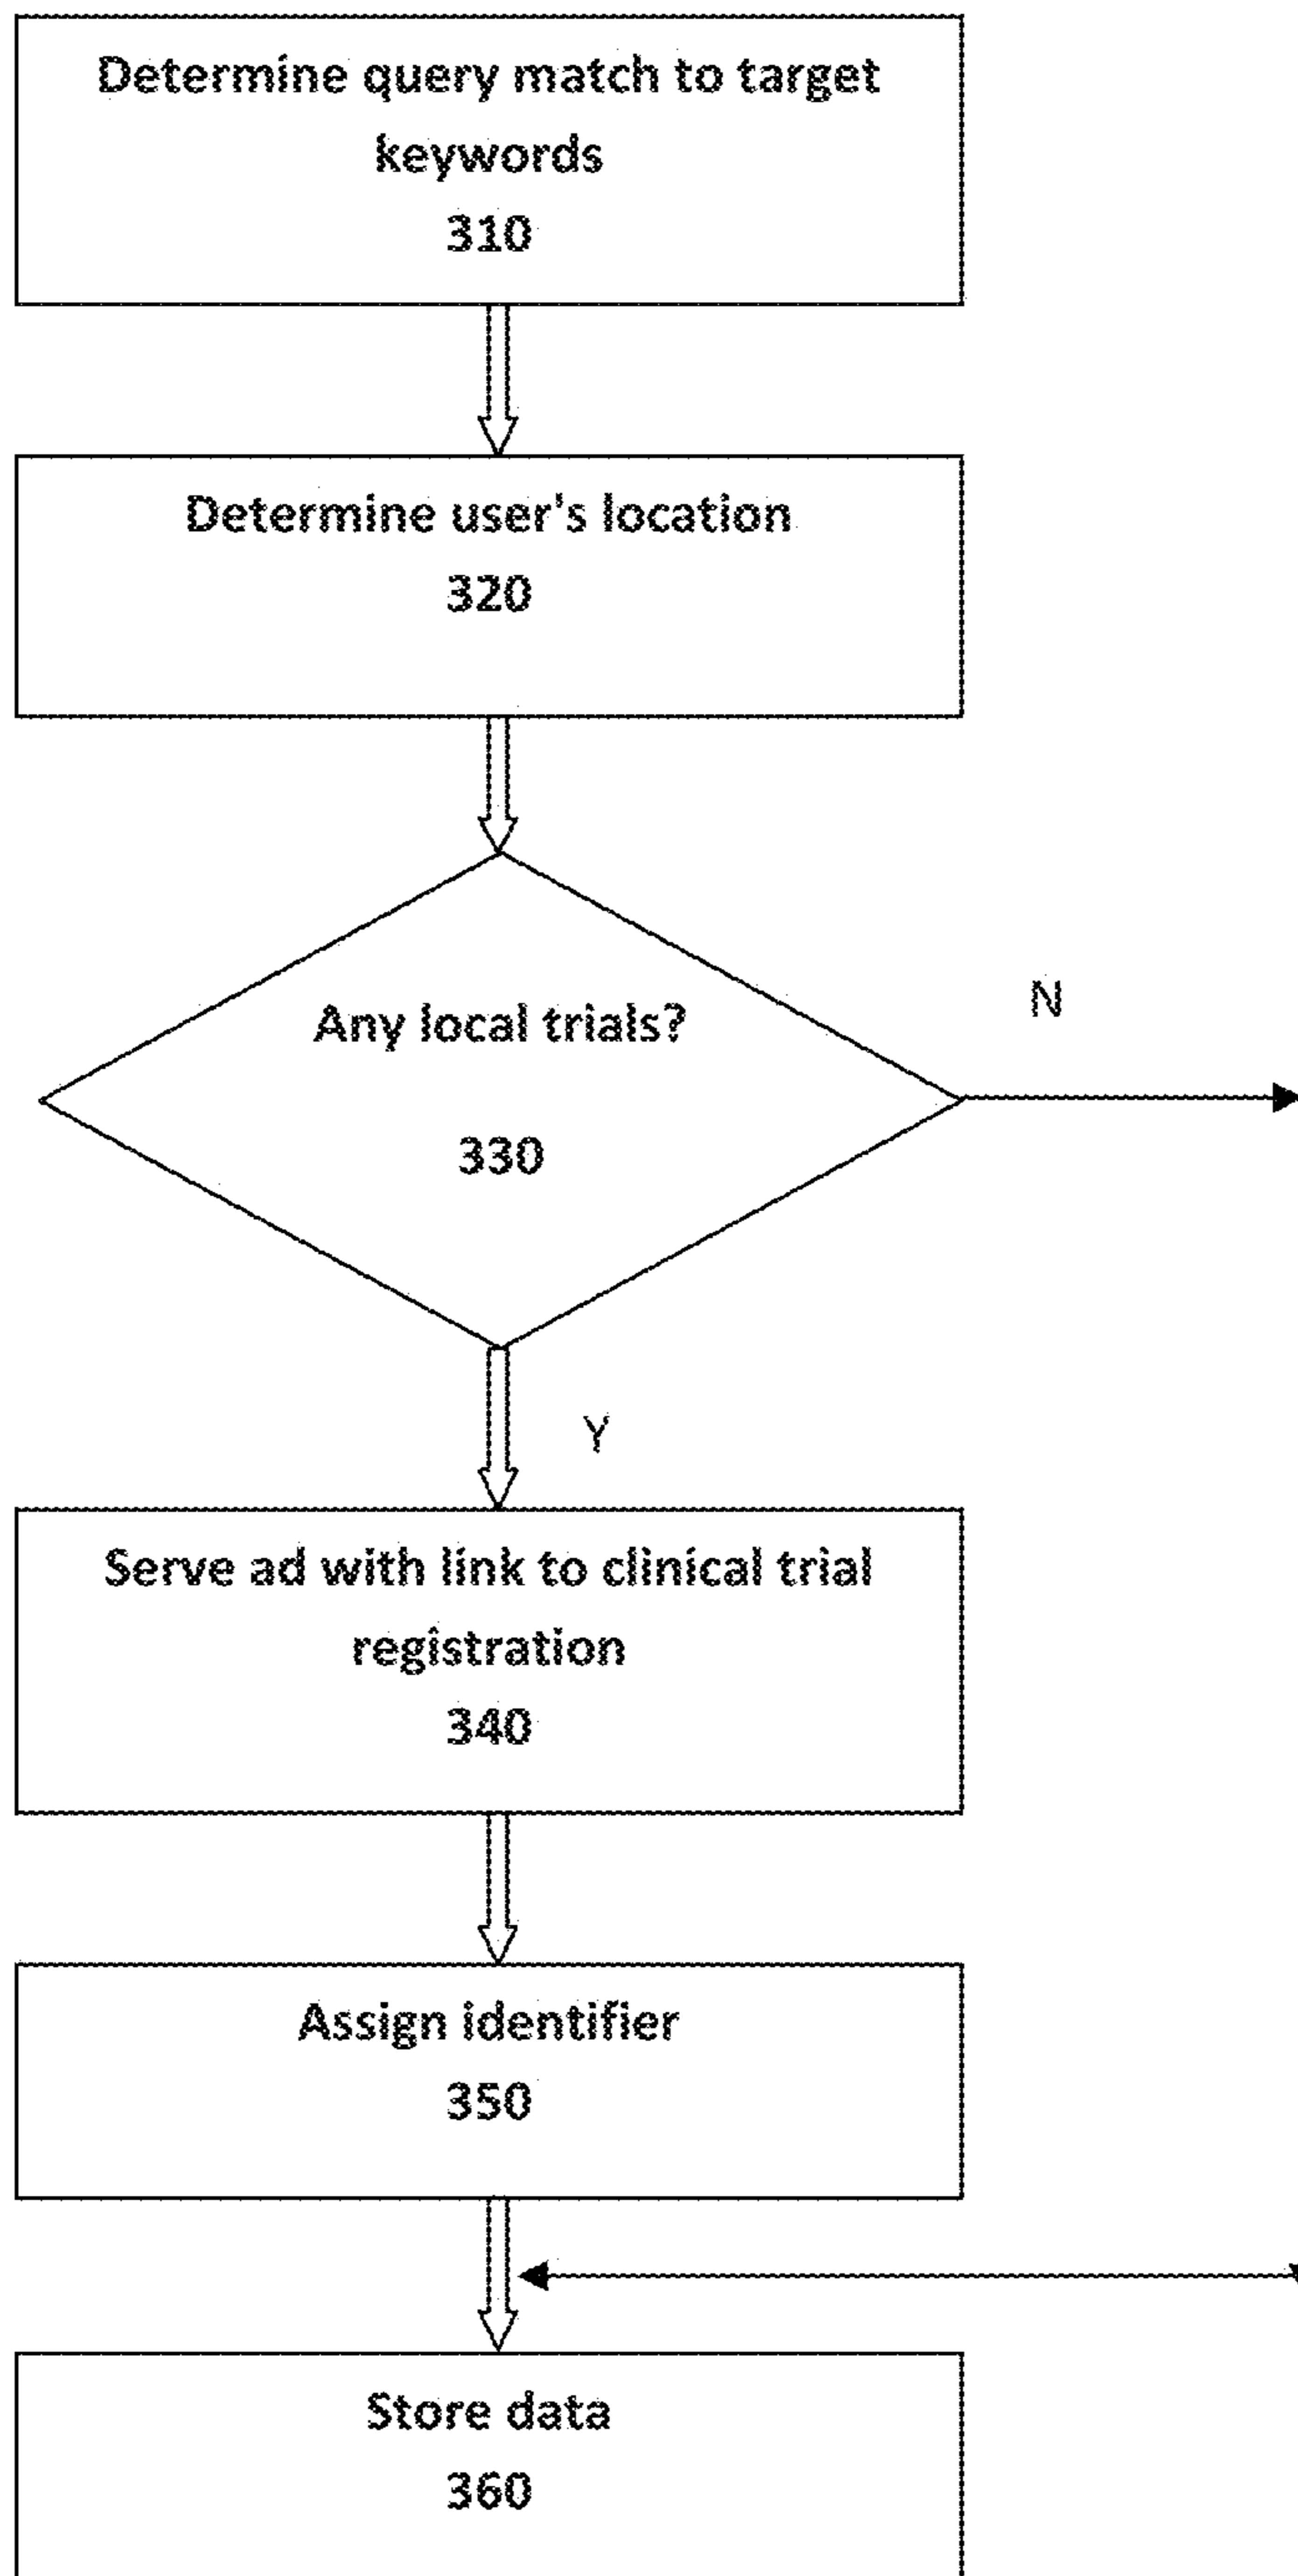 Determine query match to target
keywords
310
Determine user's location
320
Any local trials?
330
N
Y
Serve ad with link to clinical trial
registration
340
Assign identifier
350
Store data
360